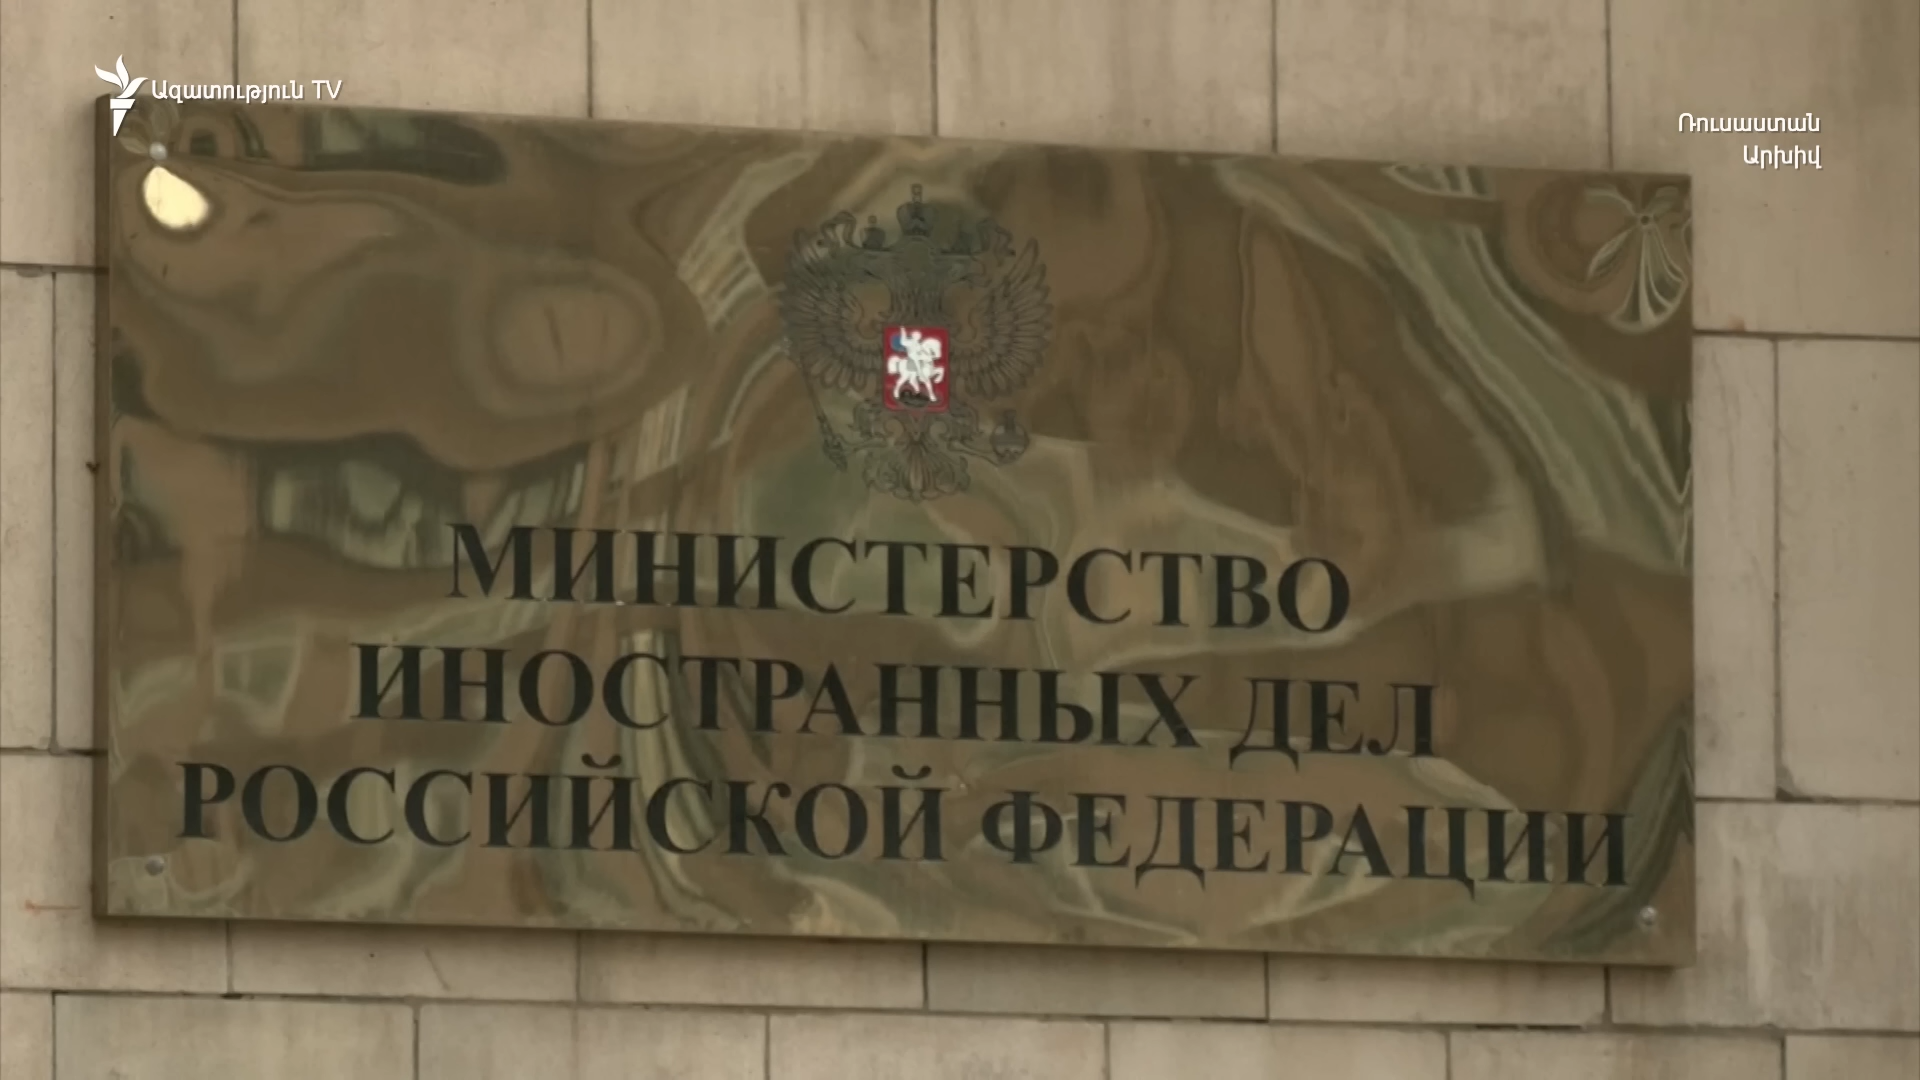 Ազատություն TV
Ռուսաստան
Արխիվ
МИНИСТЕРСТВО
ИНОСТРАННЫХ ДЕЛ
РОССИЙСКОЙ ФЕДЕРАЦИИ